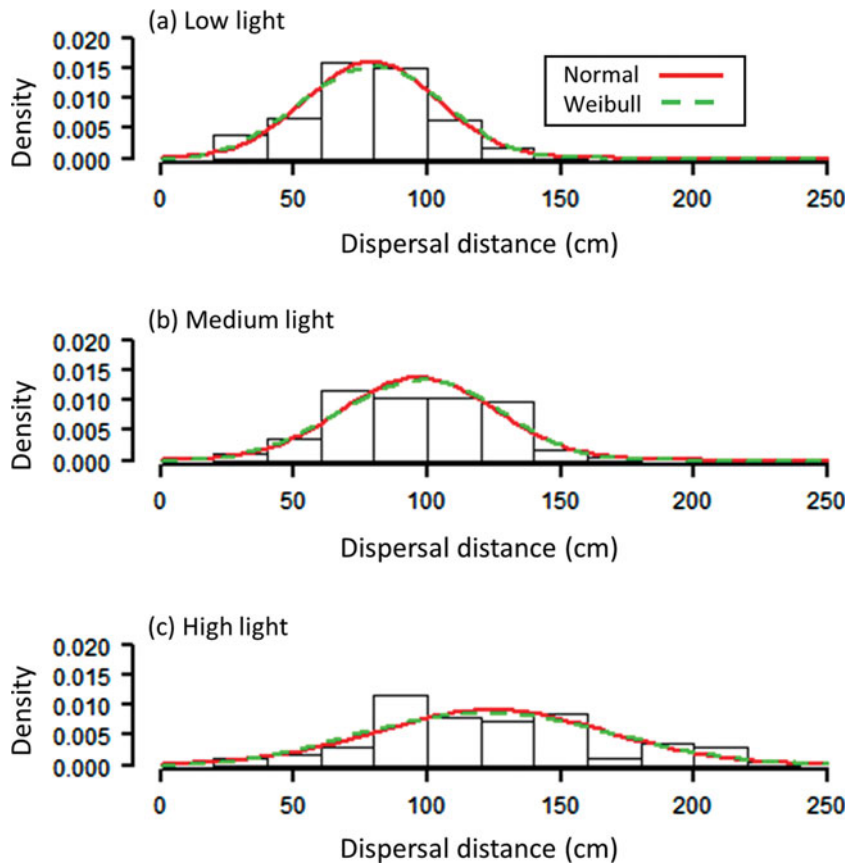 (a) Low light
0.020
0.015
0.010
0.005
0.000
Density
Normal
Weibull
0 50 100 150 200 250
Dispersal distance (cm)
(b) Medium light
0.020
0.015
0.010
0.005
0.000
Density
0 50 100 150 200 250
Dispersal distance (cm)
(c) High light
0.020
0.015
0.010
0.005
0.000
Density
0 50 100 150 200 250
Dispersal distance (cm)